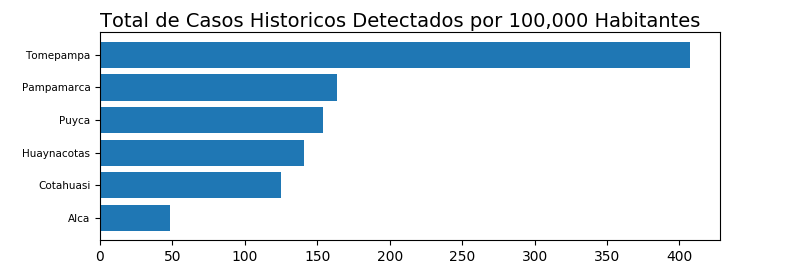 Total de Casos Historicos Detectados por 100,000 Habitantes
Tomepampa
Pampamarca
Puyca
Huaynacotas
Cotahuasi
Alca
0 50 100 150 200 250 300 350 400